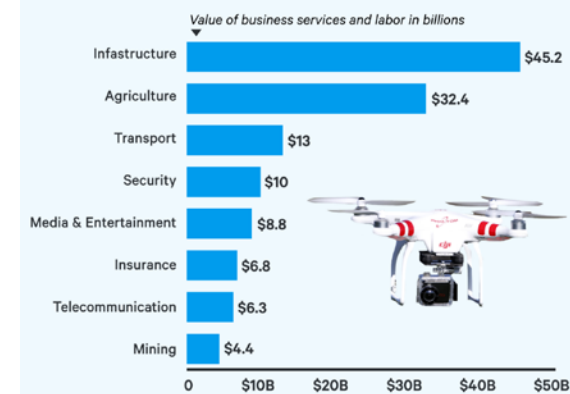 Value of business services and labor in billions
Infastructure $45.2
Agriculture $32.4
Transport $13
Security $10
Media & Entertainment $8.8
Insurance $6.8
Telecommunication $6.3
Mining $4.4
0 $10B $20B $30B $40B $50B